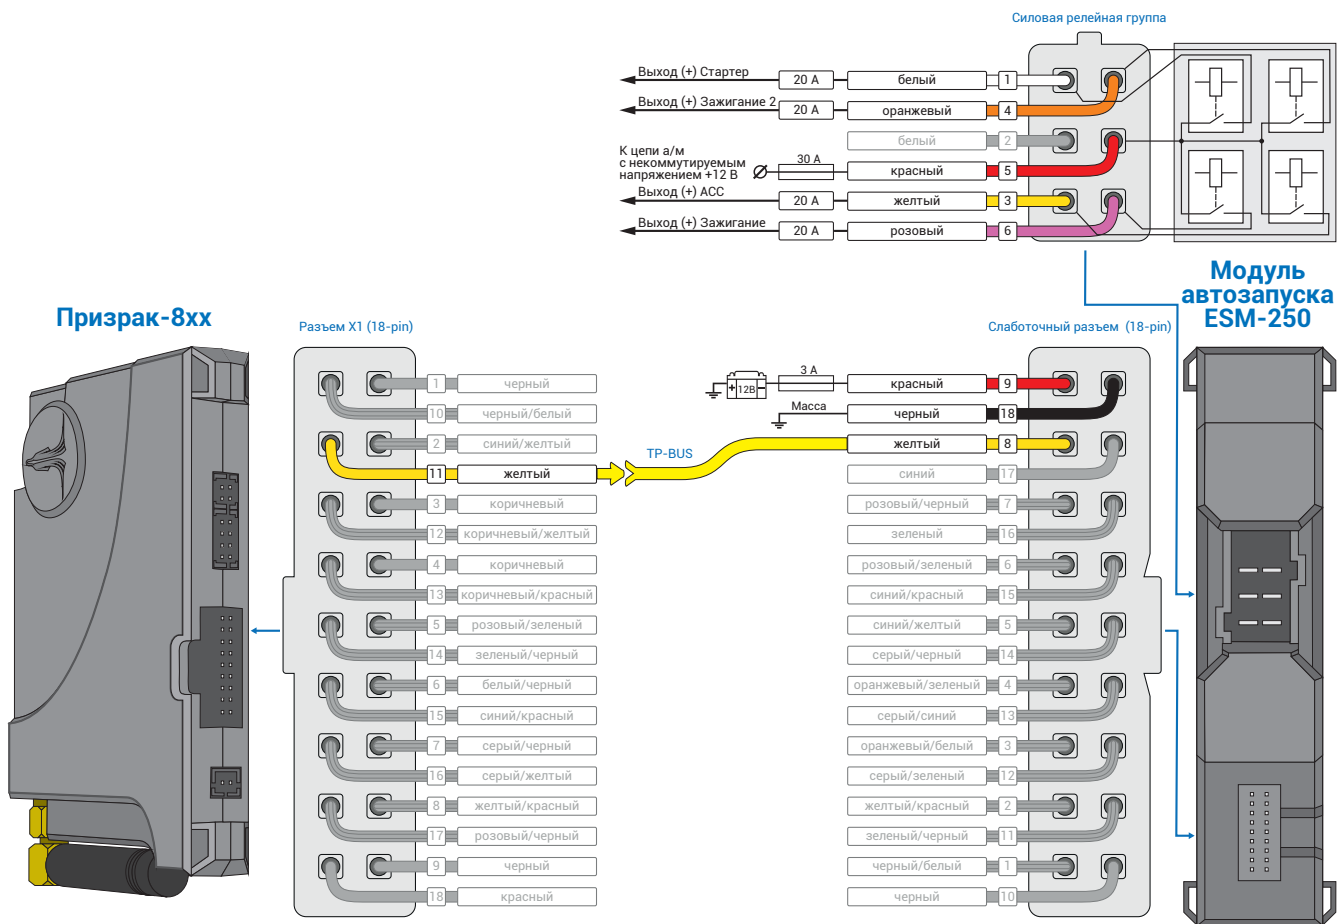 Силовая релейная группа
Выход (+) Стартер 20 А белый 1
Выход (+) Зажигание 2 20 А оранжевый 4
белый 2
К цепи а/м
с некоммутируемым
напряжением +12 В 30 А красный 5
Выход (+) ACC 20 А желтый 3
Выход (+) Зажигание 20 А розовый 6
Модуль
автозапуска
ESM-250
Призрак-8xx
Разъем X1 (18-pin)
1 черный
10 черный/белый
2 синий/желтый
11 желтый
3 коричневый
12 коричневый/желтый
4 коричневый
13 коричневый/красный
5 розовый/зеленый
14 зеленый/черный
6 белый/черный
15 синий/красный
7 серый/черный
16 серый/желтый
8 желтый/красный
17 розовый/черный
9 черный
18 красный
TP-BUS
Слаботочный разъем (18-pin)
+ 12В − 3 А красный 9
Масса черный 18
желтый 8
синий 17
розовый/черный 7
зеленый 16
розовый/зеленый 6
синий/красный 15
синий/желтый 5
серый/черный 14
оранжевый/зеленый 4
серый/синий 13
оранжевый/белый 3
серый/зеленый 12
желтый/красный 2
зеленый/черный 11
черный/белый 1
черный 10